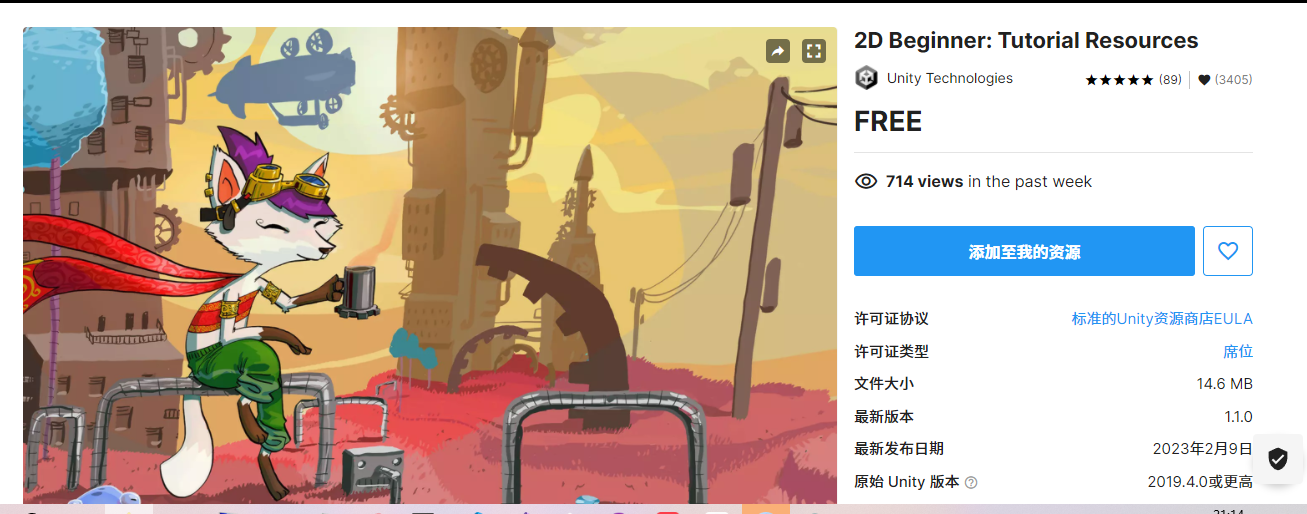 2D Beginner: Tutorial Resources
Unity Technologies
★★★★★ (89) (3405)
FREE
714 views in the past week
添加至我的资源
许可证协议 标准的Unity资源商店EULA
许可证类型 席位
文件大小 14.6 MB
最新版本 1.1.0
最新发布日期 2023年2月9日
原始 Unity 版本 2019.4.0或更高